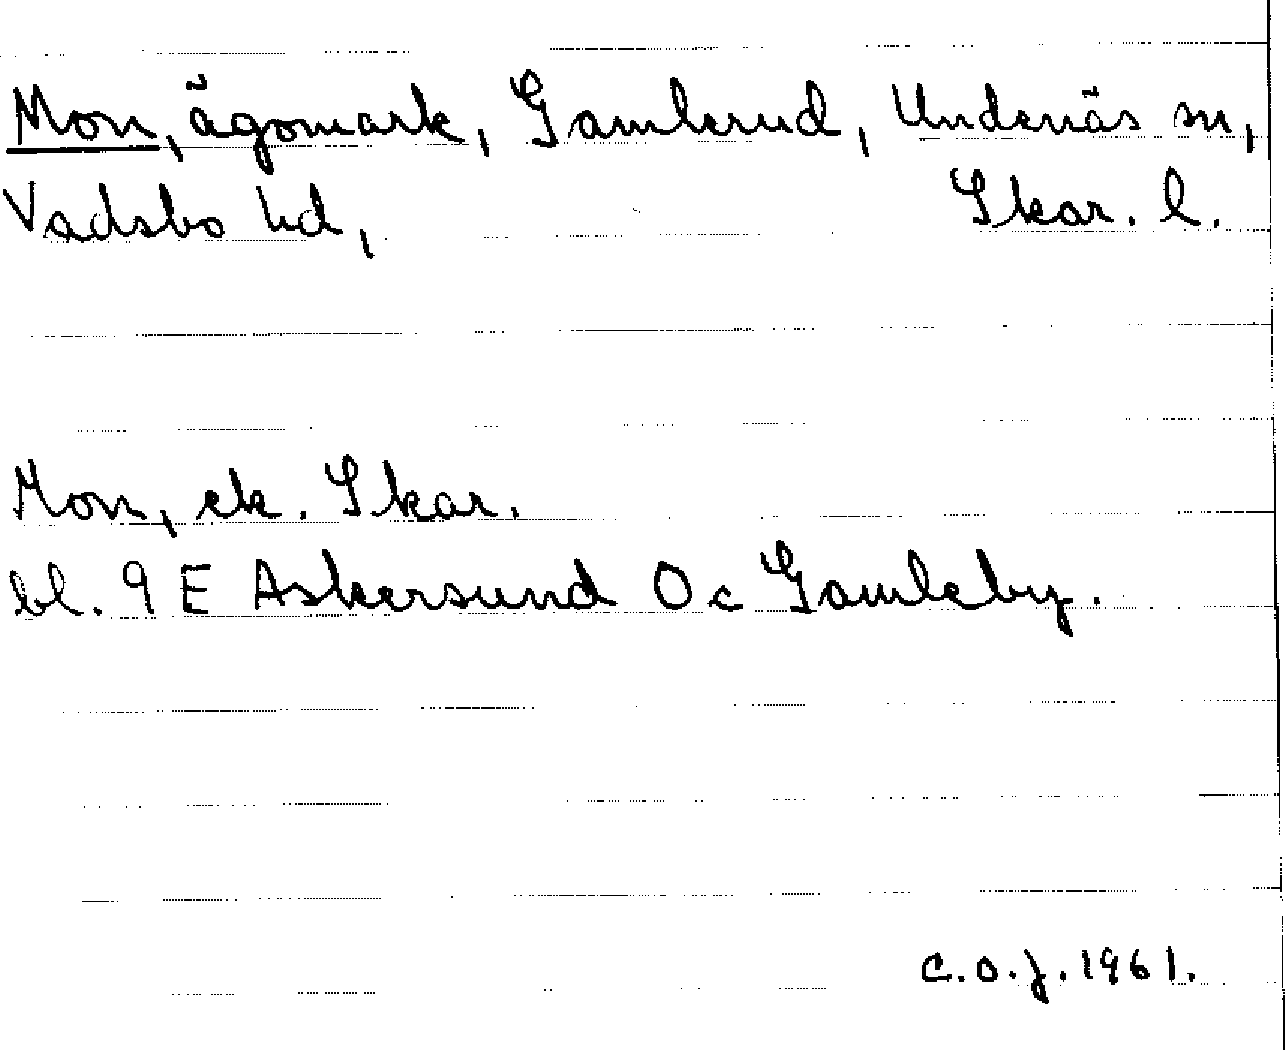 Mon, ägomark, Gamlerud, Undenäs sn,
Vadsbo hd, Skar. l.
Mon, ek. Skar.
bl. 9 E Askersund O c Gamleby.
C.O.J. 1961.